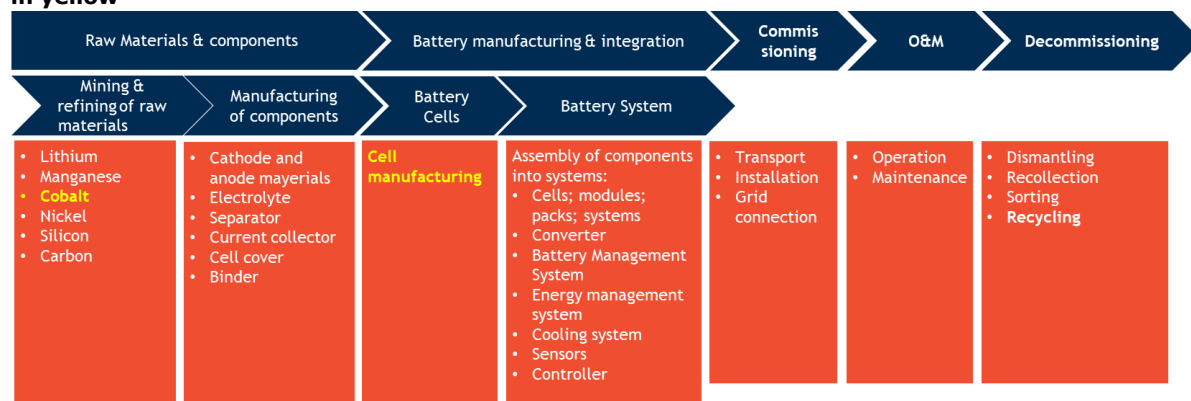 in yellow
Raw Materials & components
Battery manufacturing & integration
Commis
sioning
O&M
Decommissioning
Mining &
refining of raw
materials
Manufacturing
of components
Battery
Cells
Battery System
• Lithium
• Manganese
• Cobalt
• Nickel
• Silicon
• Carbon
• Cathode and
anode mayerials
• Electrolyte
• Separator
• Current collector
• Cell cover
• Binder
Cell
manufacturing
Assembly of components
into systems:
• Cells; modules;
packs; systems
• Converter
• Battery Management
System
• Energy management
system
• Cooling system
• Sensors
• Controller
• Transport
• Installation
• Grid
connection
• Operation
• Maintenance
• Dismantling
• Recollection
• Sorting
• Recycling